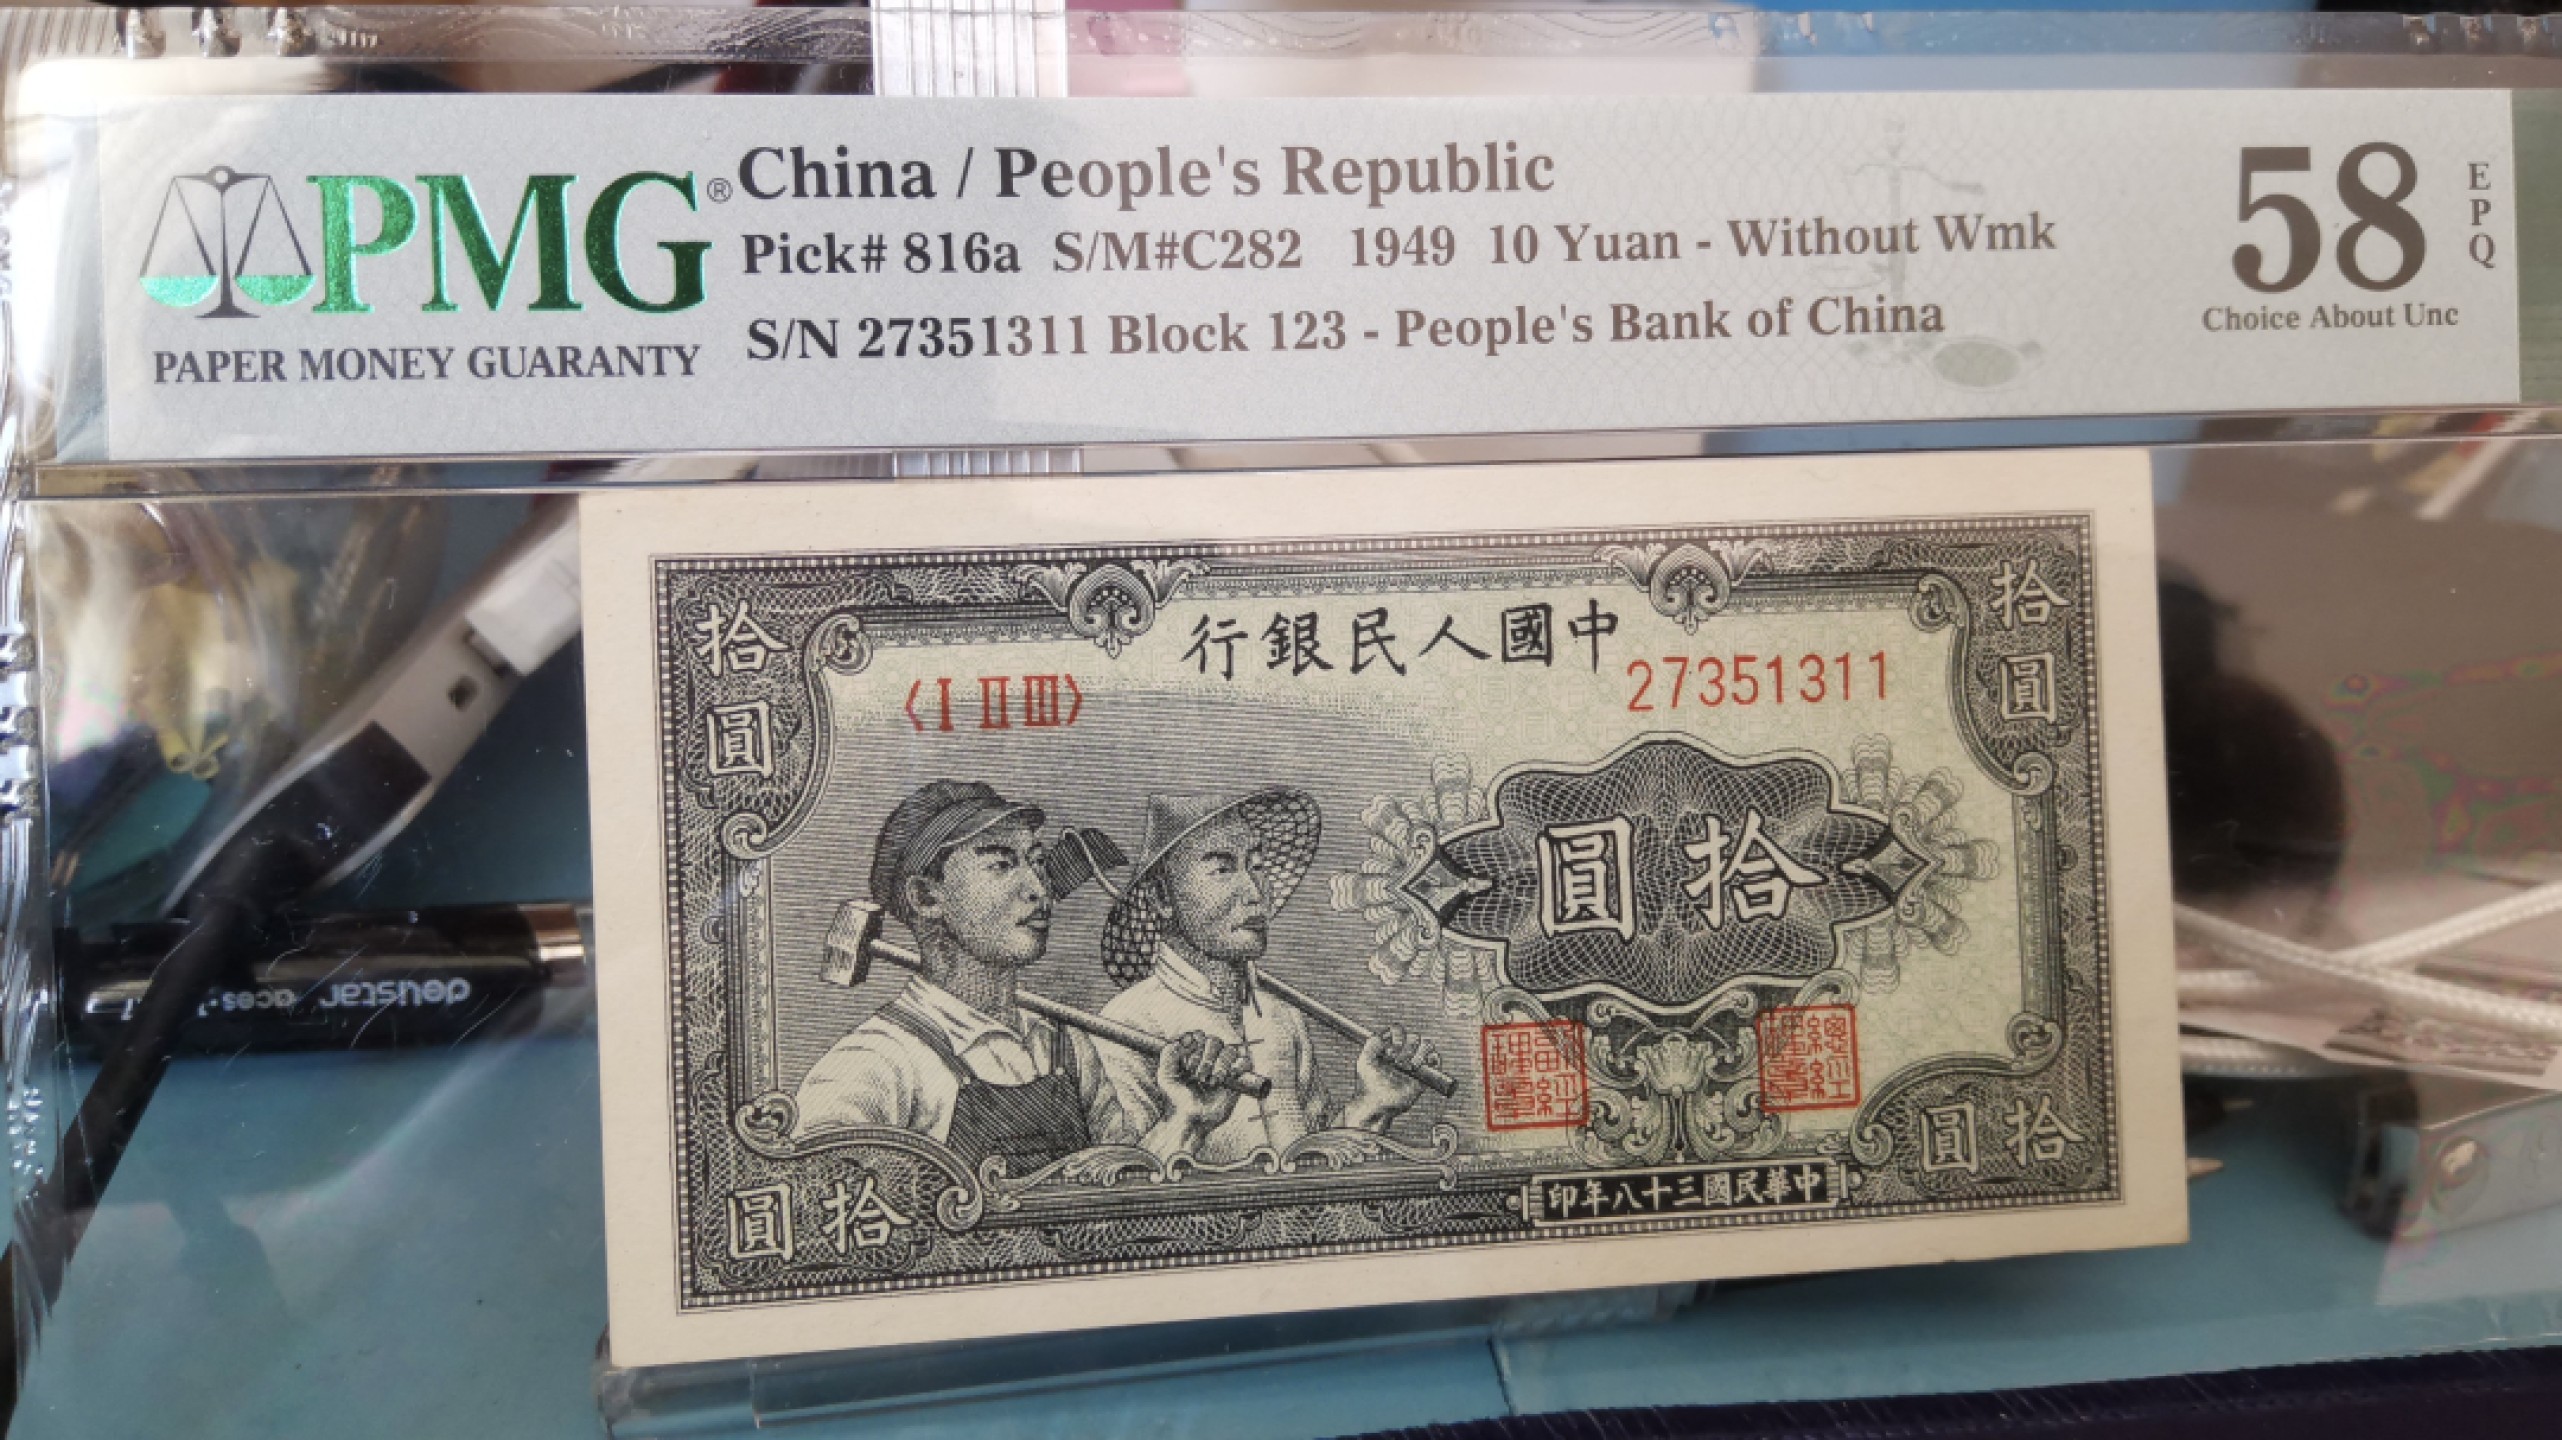 PMG® China / People's Republic
Pick# 816a S/M#C282 1949 10 Yuan - Without Wmk
S/N 27351311 Block 123 - People's Bank of China
PAPER MONEY GUARANTY
58
EPQ
Choice About Unc
行銀民人國中
〈I II III〉
27351311
拾圓
拾圓
圓拾
圓拾
圓拾
印年八十三國民華中
deustar